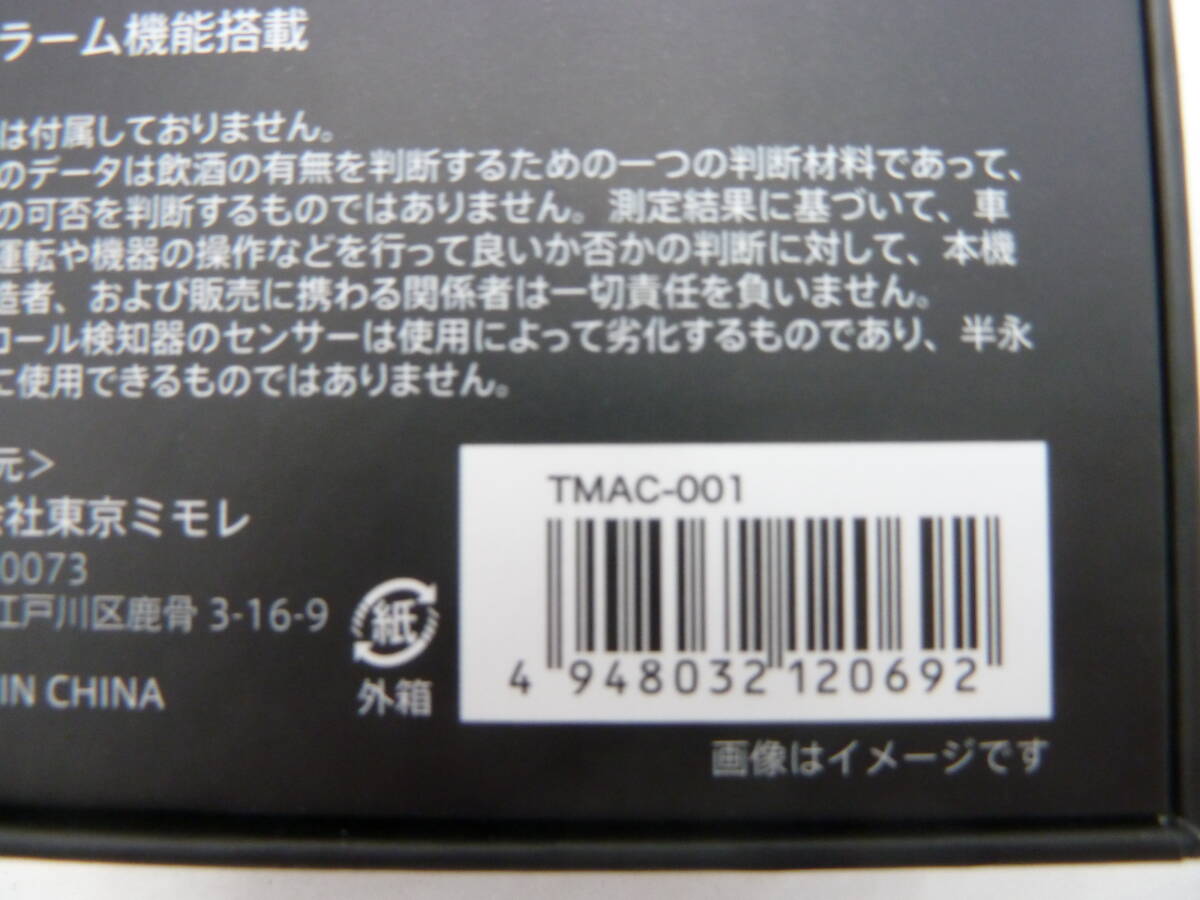 ラーム機能搭載
は付属しておりません。
のデータは飲酒の有無を判断するための一つの判断材料であって、
の可否を判断するものではありません。測定結果に基づいて、車
運転や機器の操作などを行って良いか否かの判断に対して、本機
造者、および販売に携わる関係者は一切責任を負いません。
コール検知器のセンサーは使用によって劣化するものであり、半永
に使用できるものではありません。
元>
会社東京ミモレ
0073
江戸川区鹿骨 3-16-9
IN CHINA
紙
外箱
TMAC-001
4 948032 120692
画像はイメージです